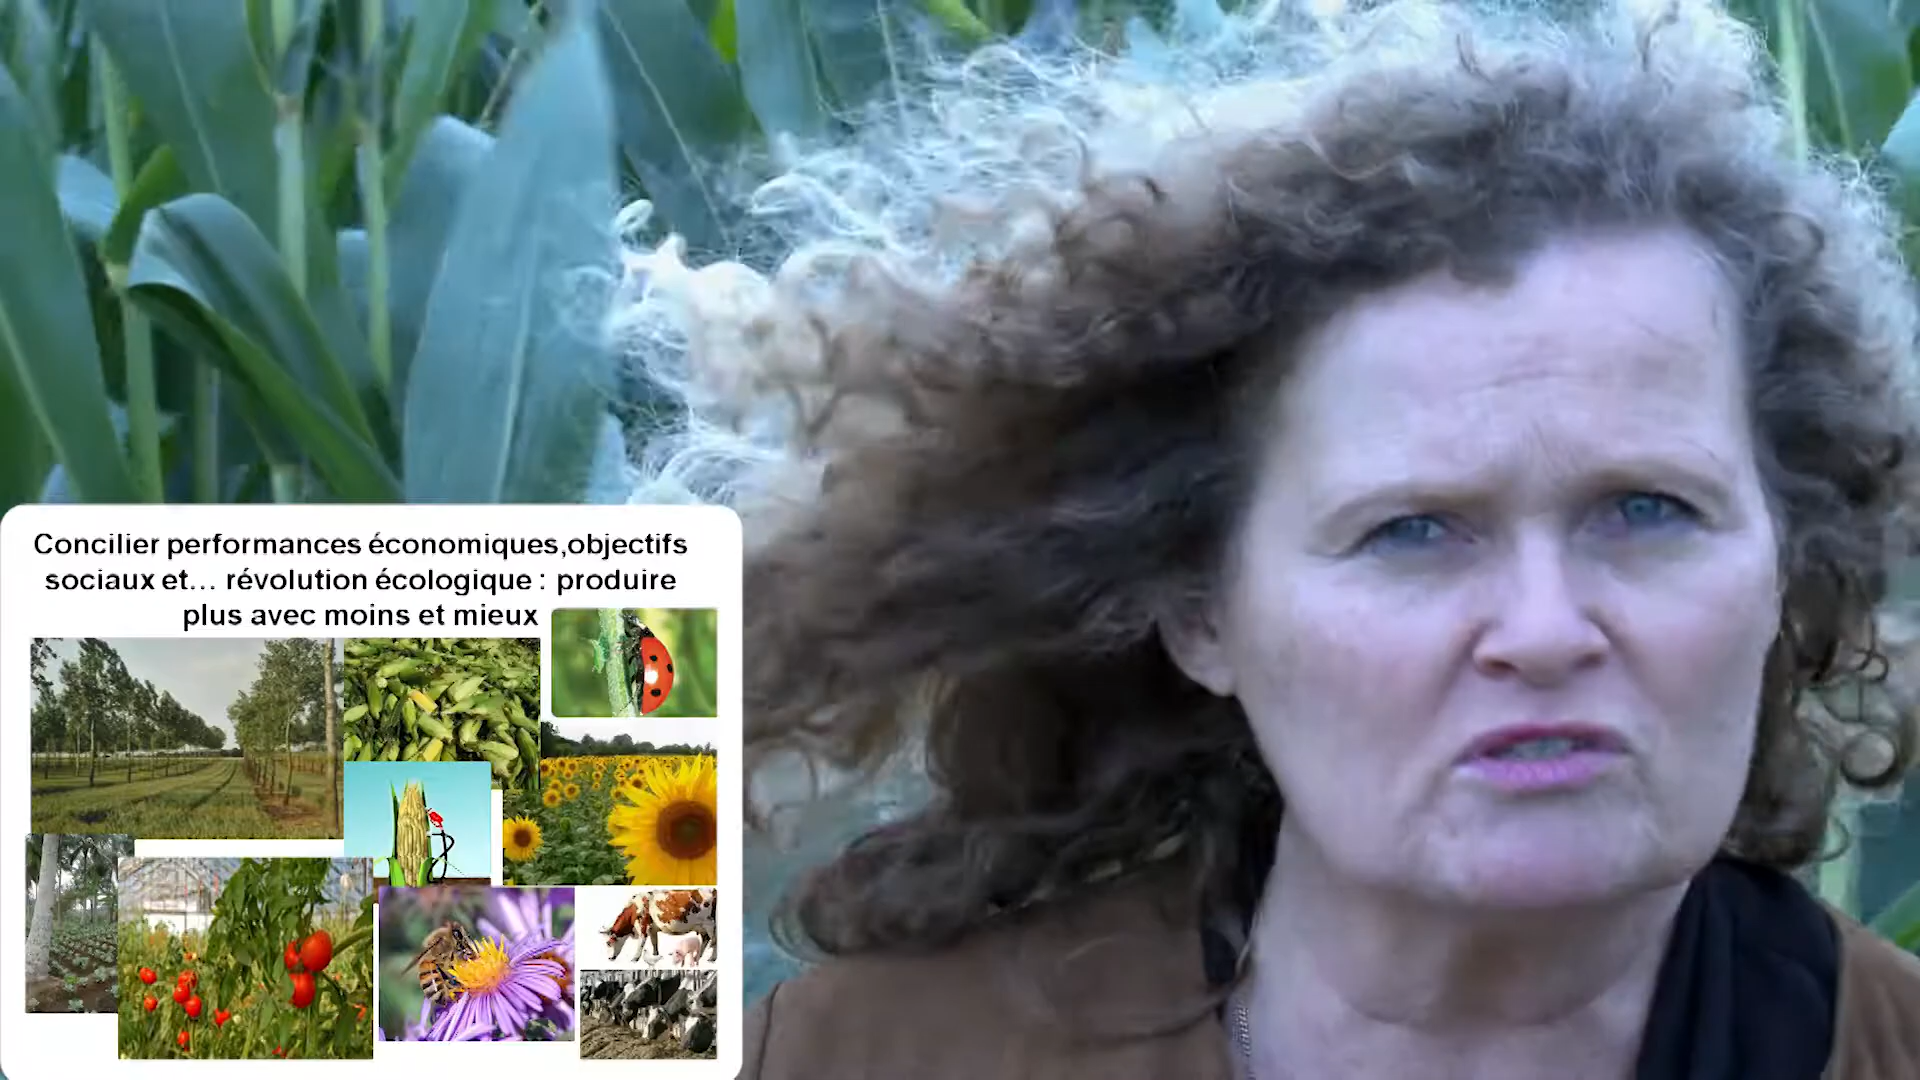 Concilier performances économiques,objectifs
sociaux et... révolution écologique : produire
plus avec moins et mieux